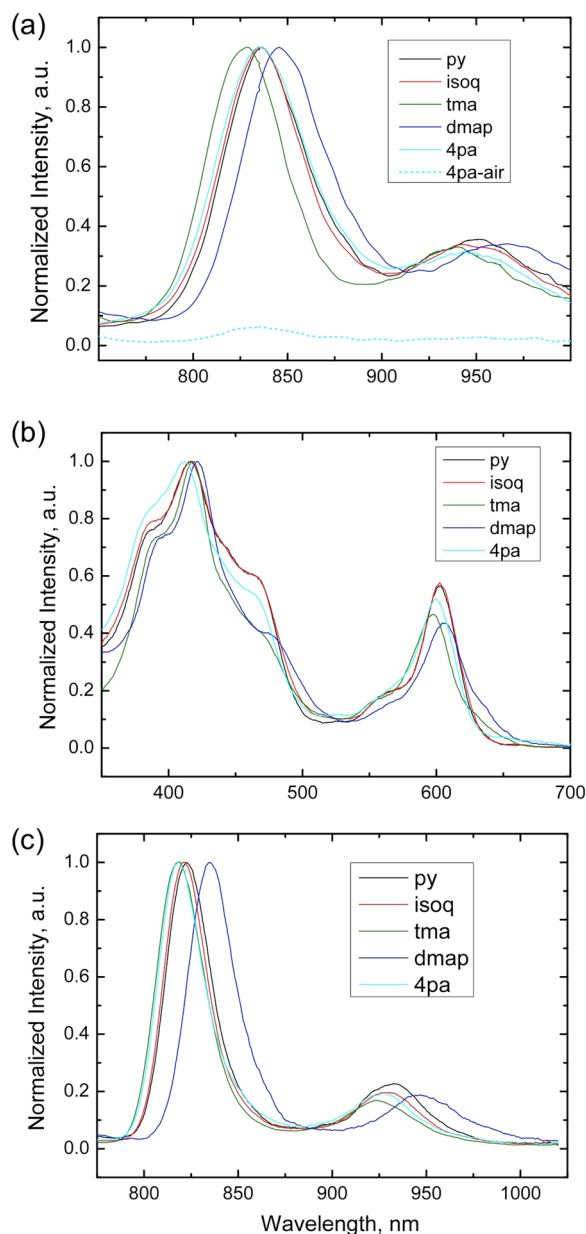 (a)
Normalized Intensity, a.u.
1.0
0.8
0.6
0.4
0.2
0.0
py
isoq
tma
dmap
4pa
4pa-air
800
850
900
950
(b)
Normalized Intensity, a.u.
1.0
0.8
0.6
0.4
0.2
0.0
py
isoq
tma
dmap
4pa
400
500
600
700
(c)
Normalized Intensity, a.u.
1.0
0.8
0.6
0.4
0.2
0.0
py
isoq
tma
dmap
4pa
800
850
900
950
1000
Wavelength, nm